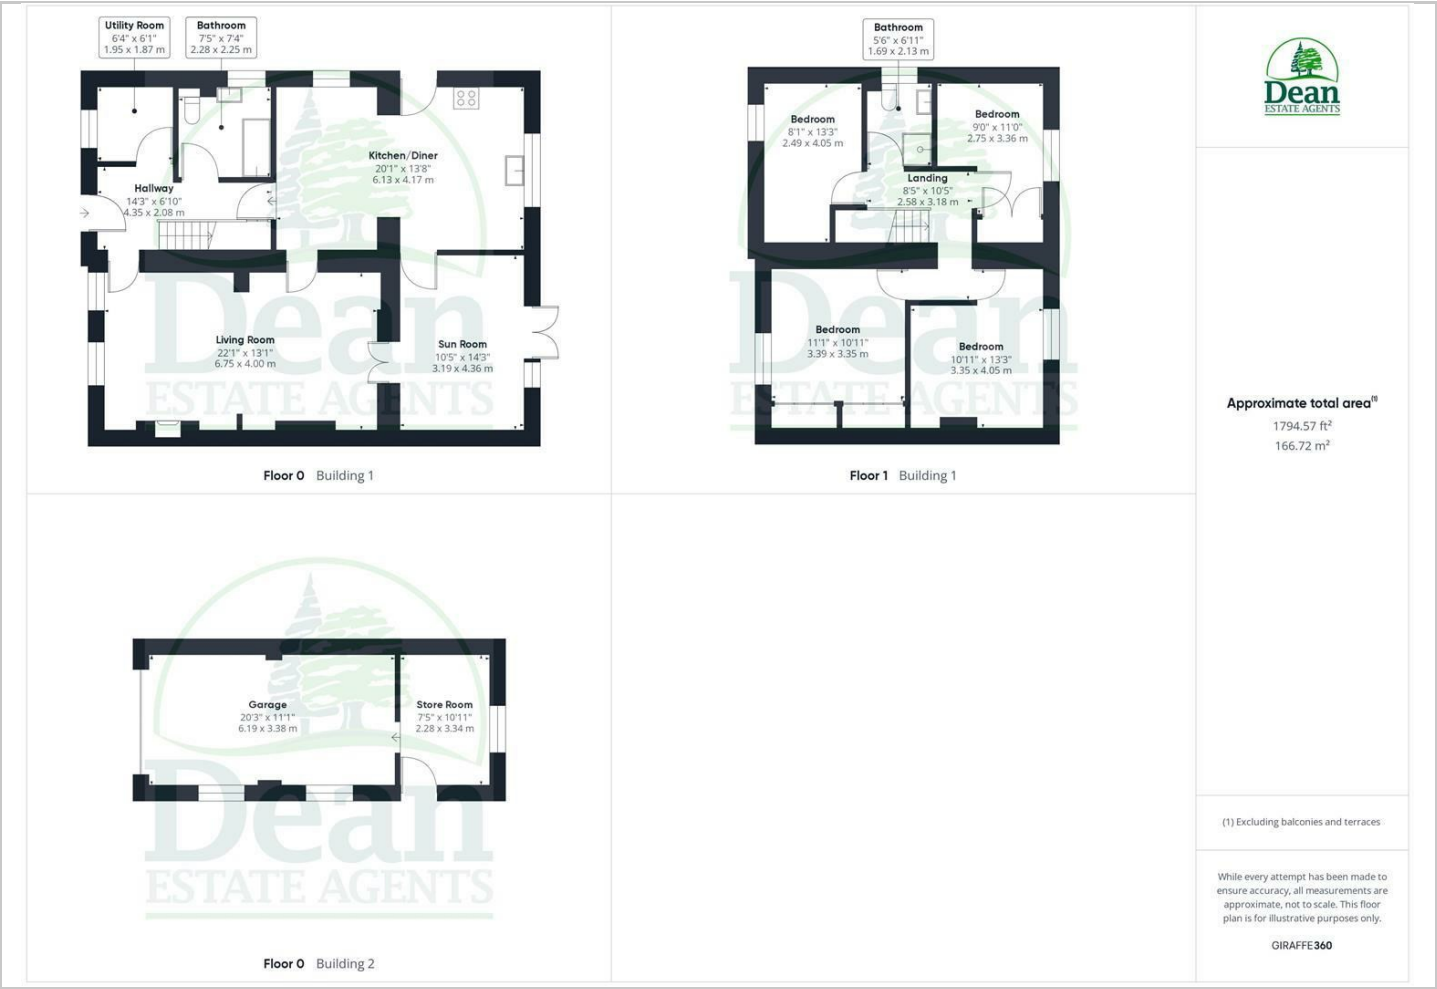 Utility Room
6'4" x 6'1"
1.95 x 1.87 m
Bathroom
7'5" x 7'4"
2.28 x 2.25 m
Kitchen/Diner
20'1" x 13'8"
6.13 x 4.17 m
Hallway
14'3" x 6'10"
4.35 x 2.08 m
Living Room
22'1" x 13'1"
6.75 x 4.00 m
Sun Room
10'5" x 14'3"
3.19 x 4.36 m
Dean
ESTATE AGENTS
Floor 0 Building 1
Bathroom
5'6" x 6'11"
1.69 x 2.13 m
Bedroom
8'1" x 13'3"
2.49 x 4.05 m
Bedroom
9'0" x 11'0"
2.75 x 3.36 m
Landing
8'5" x 10'5"
2.58 x 3.18 m
Bedroom
11'1" x 10'11"
3.39 x 3.35 m
Bedroom
10'11" x 13'3"
3.35 x 4.05 m
Dean
ESTATE AGENTS
Floor 1 Building 1
Garage
20'3" x 11'1"
6.19 x 3.38 m
Store Room
7'5" x 10'11"
2.28 x 3.34 m
Dean
ESTATE AGENTS
Floor 0 Building 2
Dean
ESTATE AGENTS
Approximate total area(1)
1794.57 ft²
166.72 m²
(1) Excluding balconies and terraces
While every attempt has been made to
ensure accuracy, all measurements are
approximate, not to scale. This floor
plan is for illustrative purposes only.
GIRAFFE360